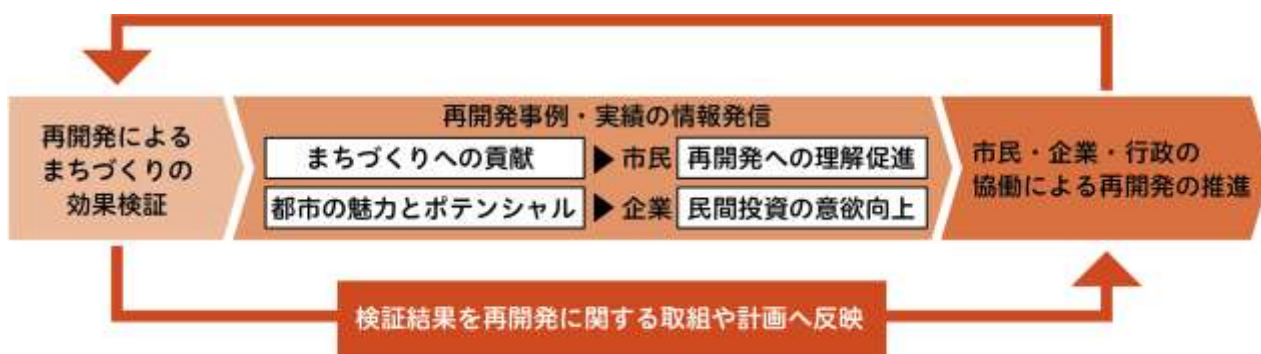 再開発による
まちづくりの
効果検証
再開発事例・実績の情報発信
まちづくりへの貢献 ▶ 市民 再開発への理解促進
都市の魅力とポテンシャル ▶ 企業 民間投資の意欲向上
市民・企業・行政の
協働による再開発の推進
検証結果を再開発に関する取組や計画へ反映